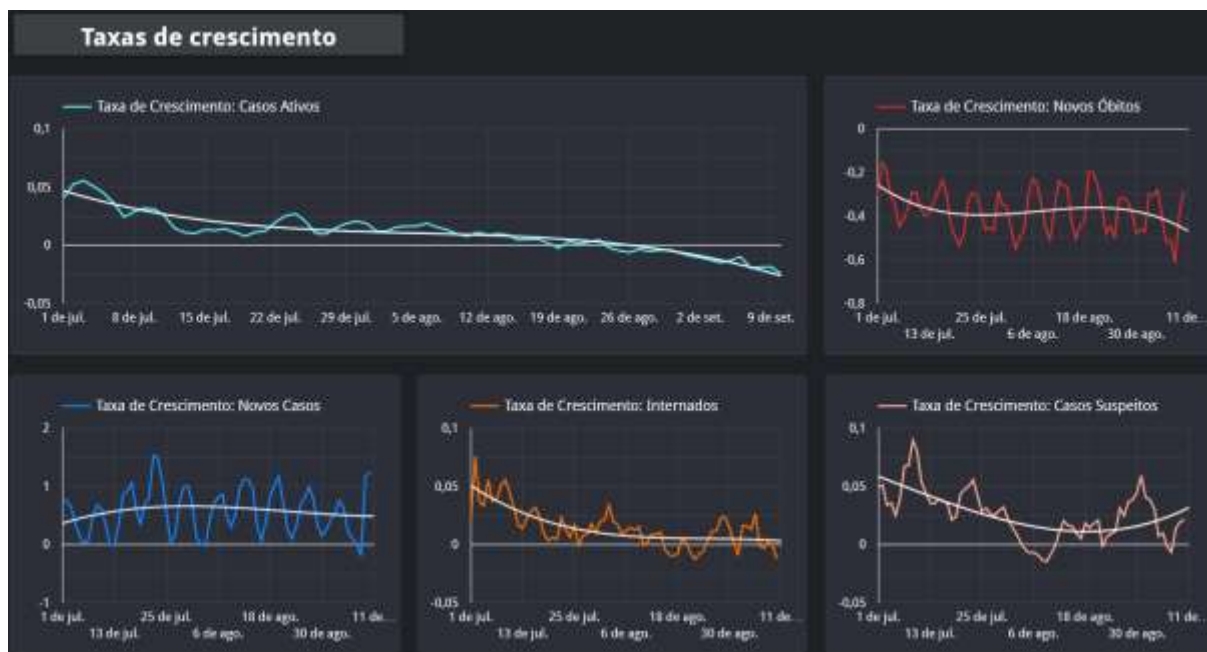 Taxas de crescimento
Taxa de Crescimento: Casos Ativos
0,1
0,05
0
-0,05
1 de jul. 8 de jul. 15 de jul. 22 de jul. 29 de jul. 5 de ago. 12 de ago. 19 de ago. 26 de ago. 2 de set. 9 de set.
Taxa de Crescimento: Novos Óbitos
0
-0,2
-0,4
-0,6
-0,8
1 de jul. 25 de jul. 18 de ago. 11 de...
13 de jul. 6 de ago. 30 de ago.
Taxa de Crescimento: Novos Casos
2
1
0
-1
1 de jul. 25 de jul. 18 de ago. 11 de...
13 de jul. 6 de ago. 30 de ago.
Taxa de Crescimento: Internados
0,1
0,05
0
-0,05
1 de jul. 25 de jul. 18 de ago. 11 de...
13 de jul. 6 de ago. 30 de ago.
Taxa de Crescimento: Casos Suspeitos
0,1
0,05
0
-0,05
1 de jul. 25 de jul. 18 de ago. 11 de...
13 de jul. 6 de ago. 30 de ago.